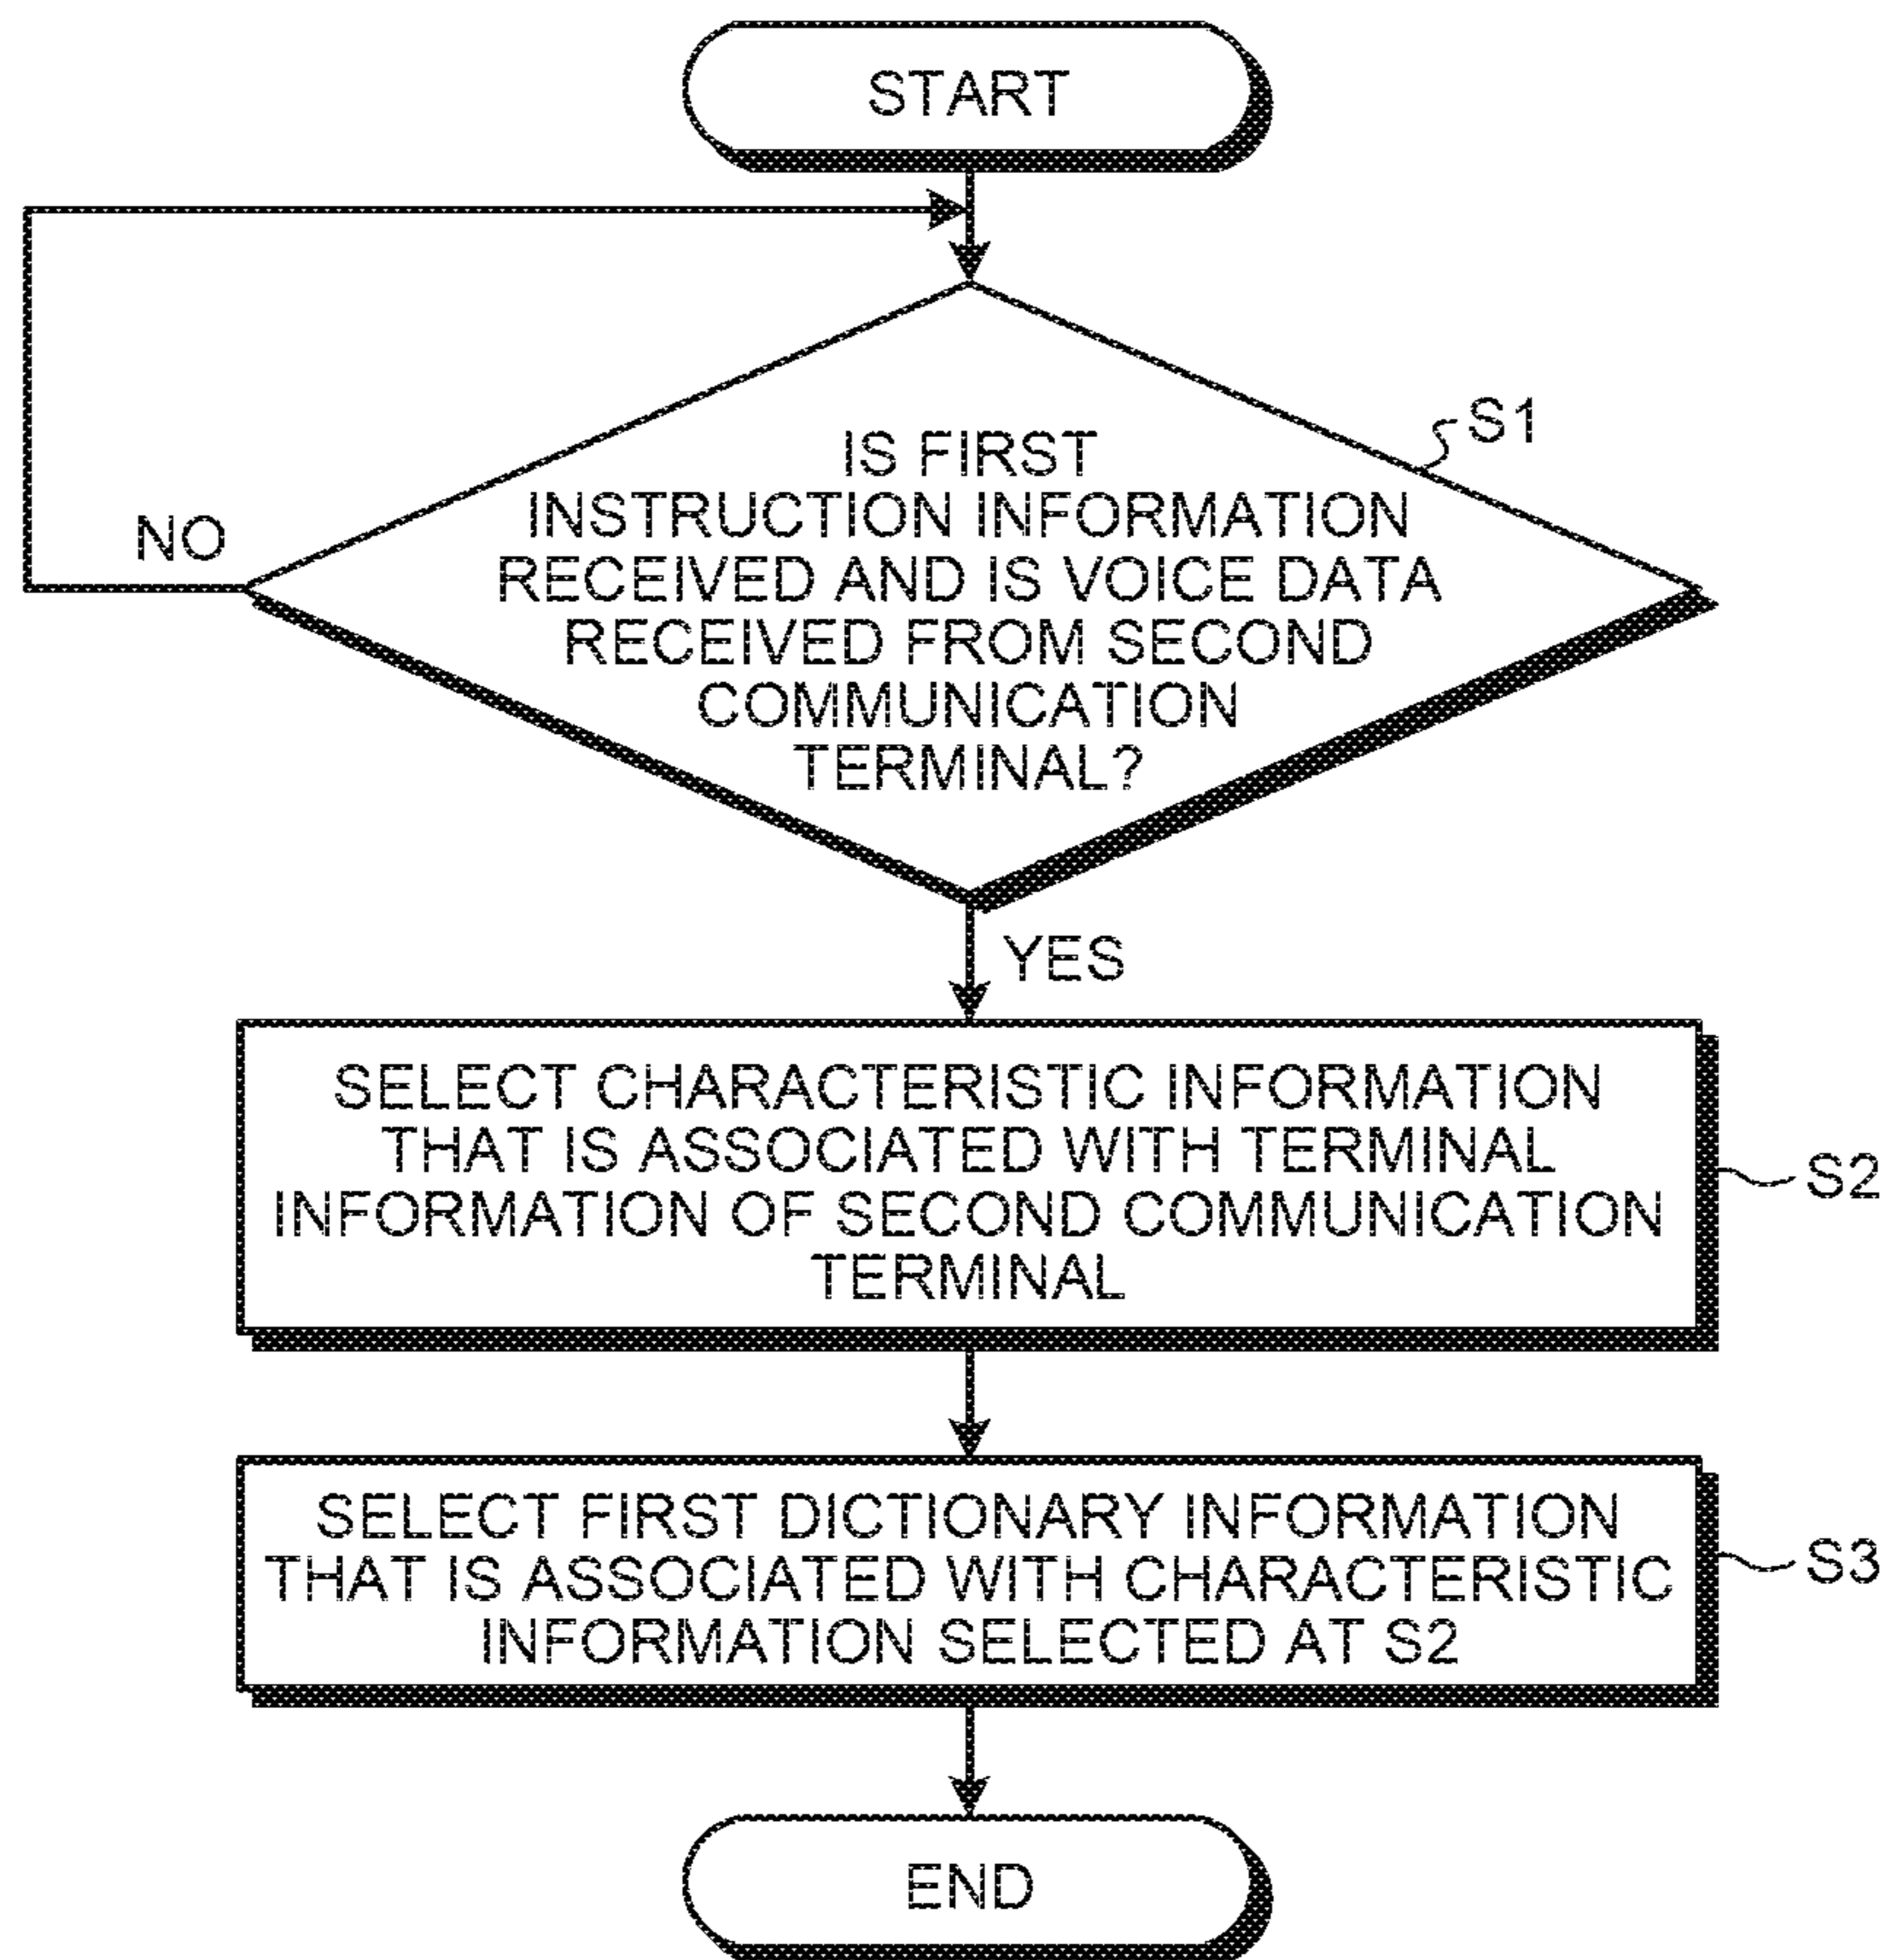 START
IS FIRST
INSTRUCTION INFORMATION
RECEIVED AND IS VOICE DATA
RECEIVED FROM SECOND
COMMUNICATION
TERMINAL?
S1
NO
YES
SELECT CHARACTERISTIC INFORMATION
THAT IS ASSOCIATED WITH TERMINAL
INFORMATION OF SECOND COMMUNICATION
TERMINAL
S2
SELECT FIRST DICTIONARY INFORMATION
THAT IS ASSOCIATED WITH CHARACTERISTIC
INFORMATION SELECTED AT S2
S3
END